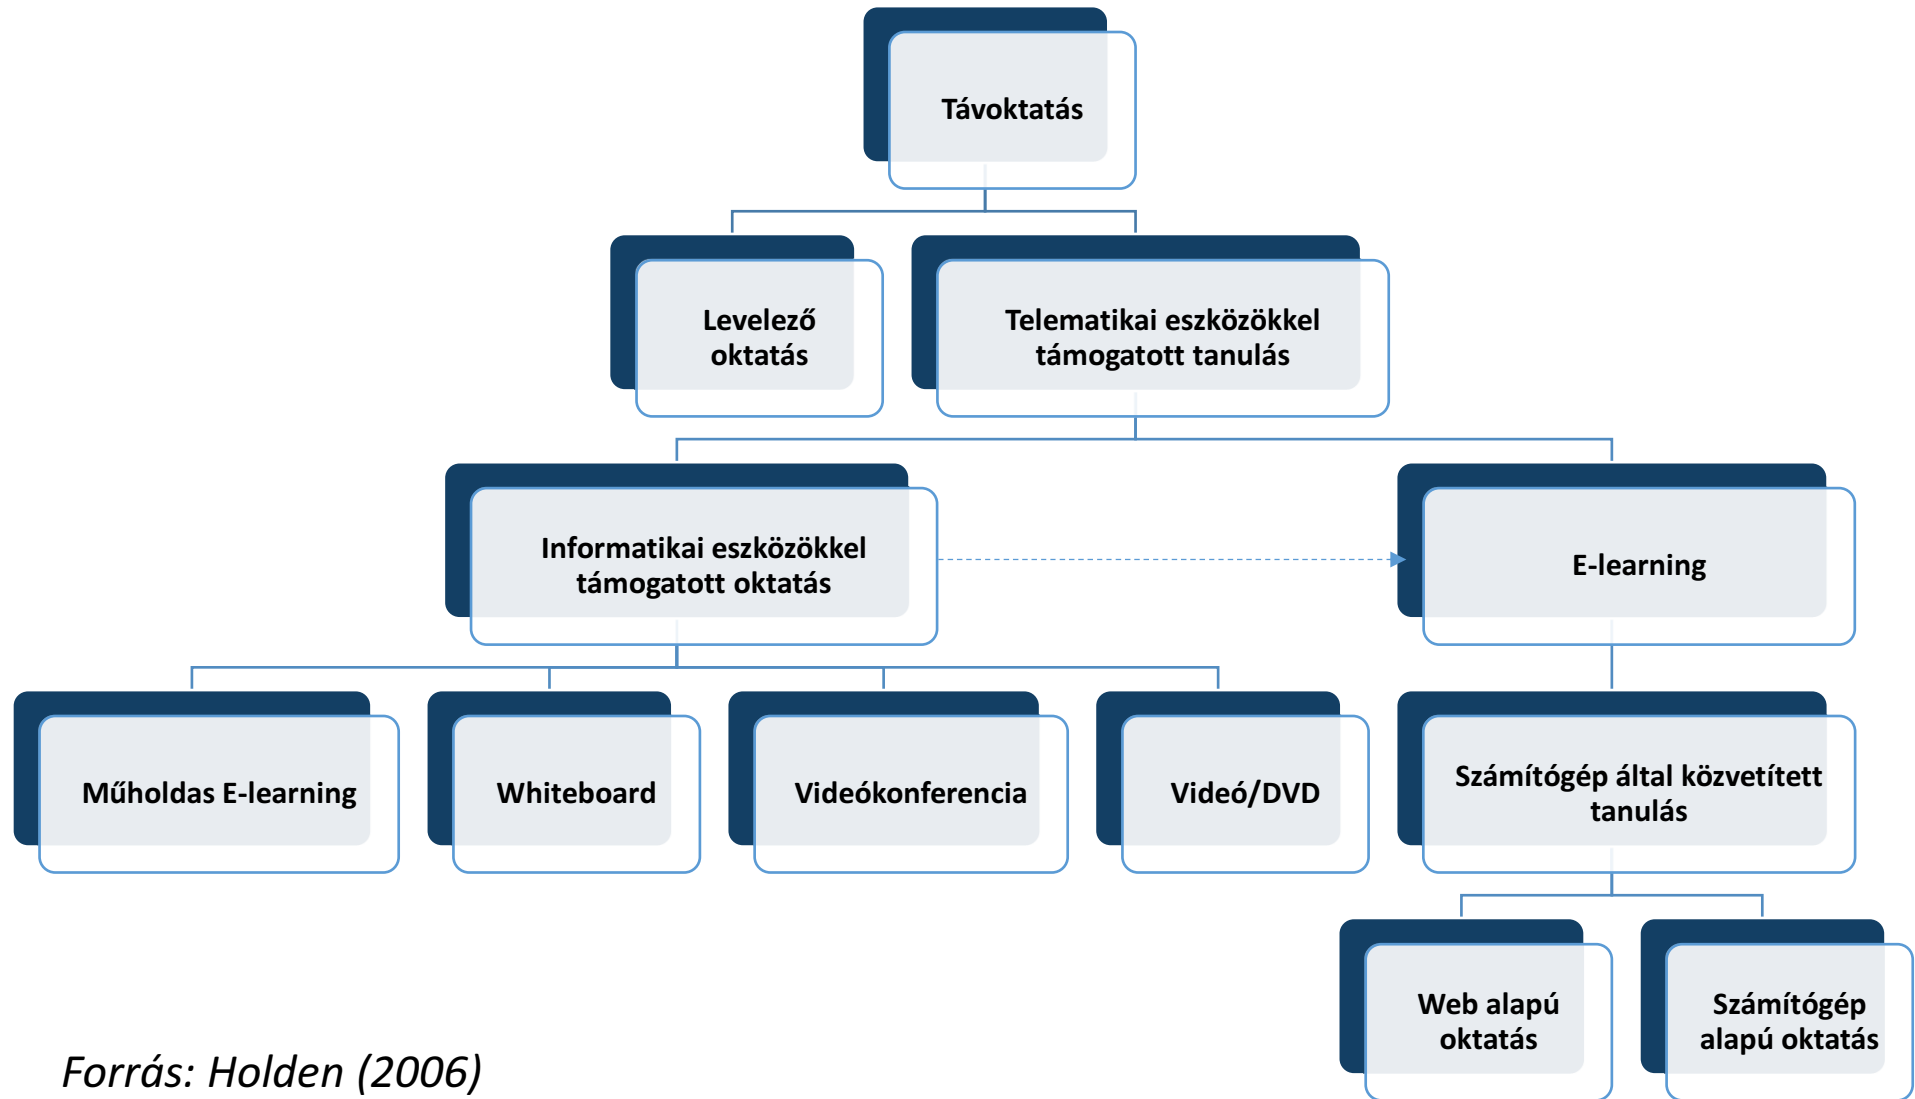 Távoktatás
Levelező
oktatás
Telematikai eszközökkel
támogatott tanulás
Informatikai eszközökkel
támogatott oktatás
E-learning
Műholdas E-learning
Whiteboard
Videókonferencia
Videó/DVD
Számítógép által közvetített
tanulás
Web alapú
oktatás
Számítógép
alapú oktatás
Forrás: Holden (2006)